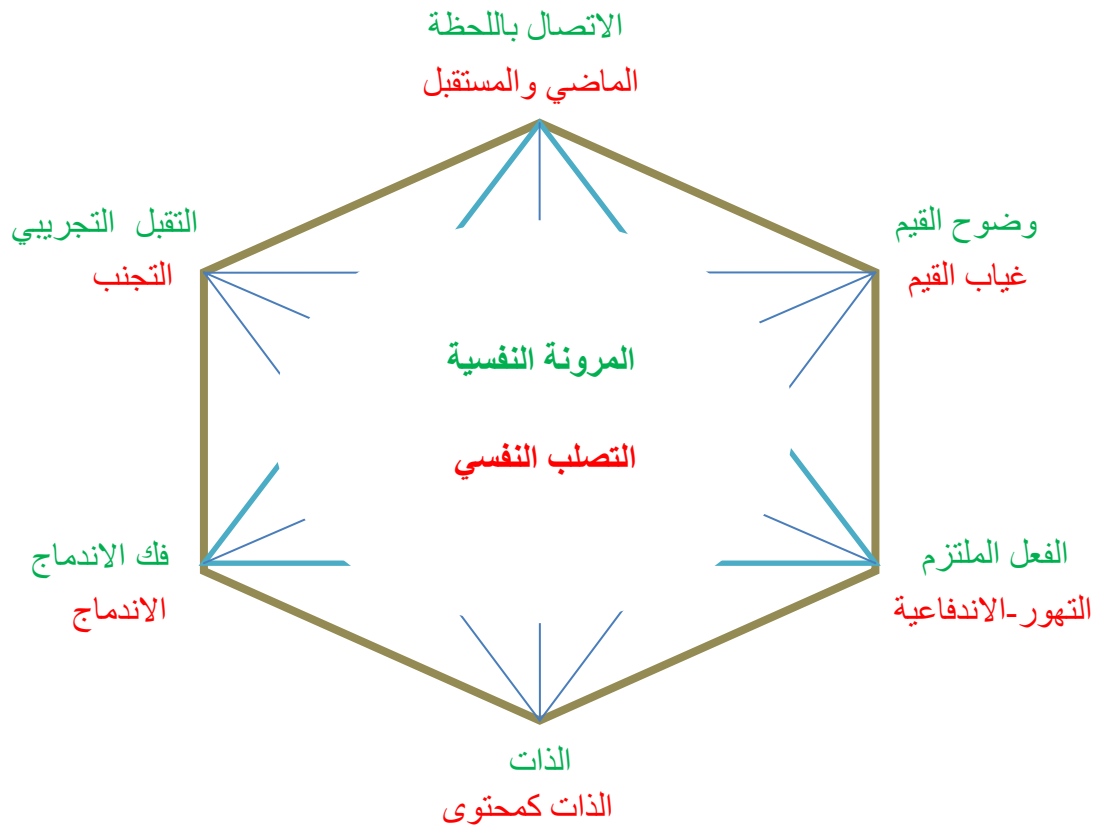 الاتصال باللحظة
الماضي والمستقبل
وضوح القيم
غياب القيم
التقبل التجريبي
التجنب
المرونة النفسية
التصلب النفسي
الفعل الملتزم
التهور-الاندفاعية
فك الاندماج
الاندماج
الذات
الذات كمحتوى